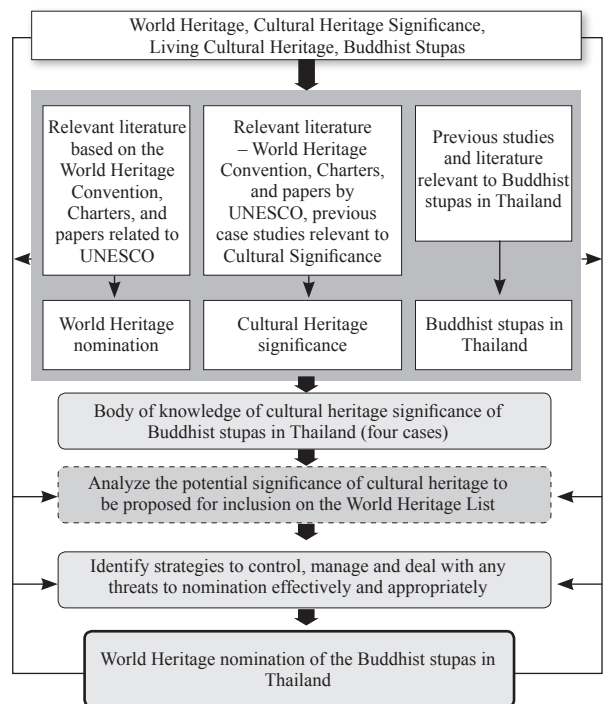 World Heritage, Cultural Heritage Significance,
Living Cultural Heritage, Buddhist Stupas
Relevant literature
based on the
World Heritage
Convention,
Charters, and
papers related to
UNESCO
Relevant literature
– World Heritage
Convention, Charters,
and papers by
UNESCO, previous
case studies relevant to
Cultural Significance
Previous studies
and literature
relevant to Buddhist
stupas in Thailand
World Heritage
nomination
Cultural Heritage
significance
Buddhist stupas in
Thailand
Body of knowledge of cultural heritage significance of
Buddhist stupas in Thailand (four cases)
Analyze the potential significance of cultural heritage to
be proposed for inclusion on the World Heritage List
Identify strategies to control, manage and deal with any
threats to nomination effectively and appropriately
World Heritage nomination of the Buddhist stupas in
Thailand